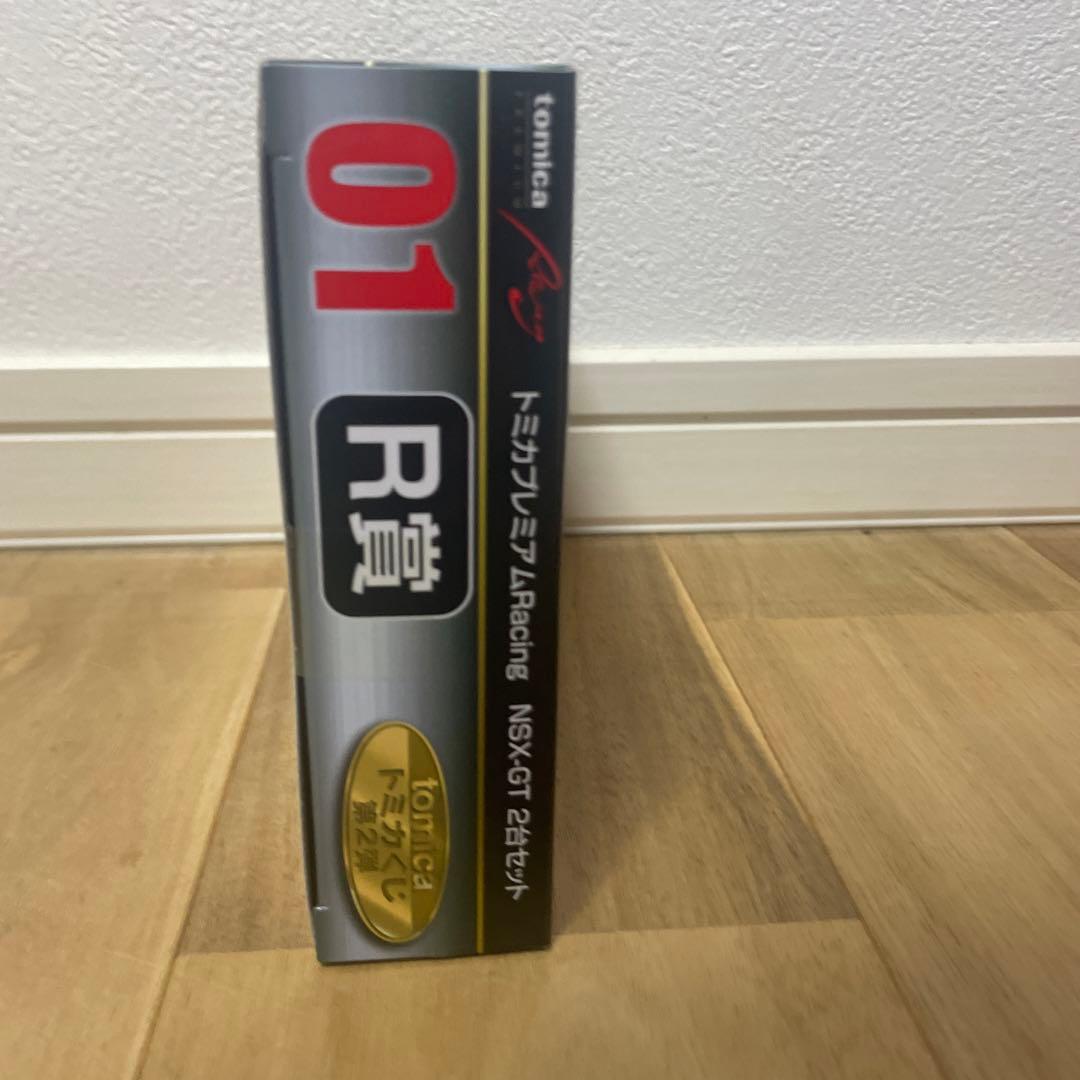 tomica
PREMIUM
Racing
トミカプレミアムRacing NSX-GT 2台セット
01
R賞
tomica
トミカくじ
第2弾